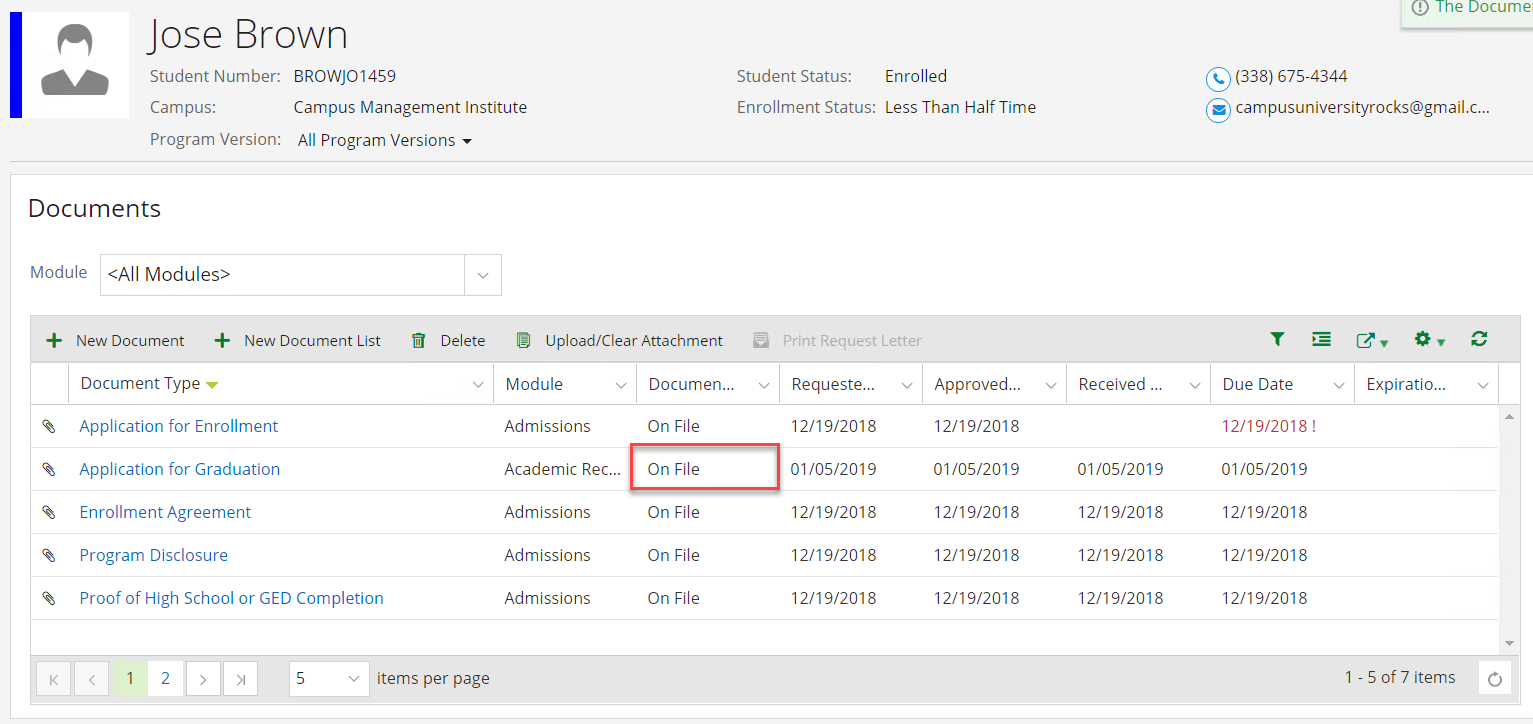 The Docume
Jose Brown
Student Number: BROWJO1459 Student Status: Enrolled (338) 675-4344
Campus: Campus Management Institute Enrollment Status: Less Than Half Time campusuniversityrocks@gmail.c...
Program Version: All Program Versions
Documents
Module <All Modules>
New Document New Document List Delete Upload/Clear Attachment Print Request Letter
Document Type Module Documen... Requeste... Approved... Received ... Due Date Expiratio...
Application for Enrollment Admissions On File 12/19/2018 12/19/2018 12/19/2018 !
Application for Graduation Academic Rec... On File 01/05/2019 01/05/2019 01/05/2019 01/05/2019
Enrollment Agreement Admissions On File 12/19/2018 12/19/2018 12/19/2018 12/19/2018
Program Disclosure Admissions On File 12/19/2018 12/19/2018 12/19/2018 12/19/2018
Proof of High School or GED Completion Admissions On File 12/19/2018 12/19/2018 12/19/2018 12/19/2018
1 2 5 items per page 1 - 5 of 7 items